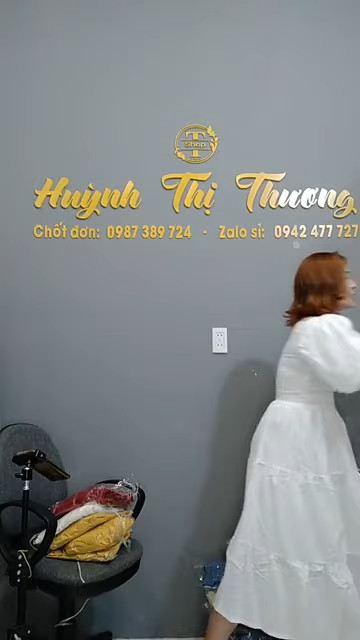 T
Shop
Huỳnh Thị Thương
Chốt đơn: 0987 389 724 - Zalo sỉ: 0942 477 727